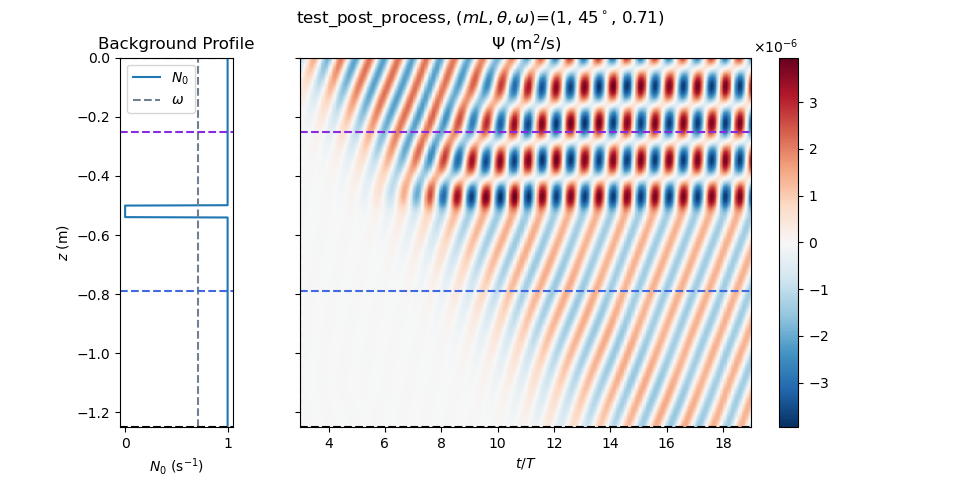 test_post_process, (mL, θ, ω)=(1, 45°, 0.71)
Background Profile
Ψ (m²/s)
×10⁻⁶
N₀
ω
0.0
−0.2
−0.4
−0.6
−0.8
−1.0
−1.2
z (m)
0 1
N₀ (s⁻¹)
4 6 8 10 12 14 16 18
t/T
3
2
1
0
−1
−2
−3